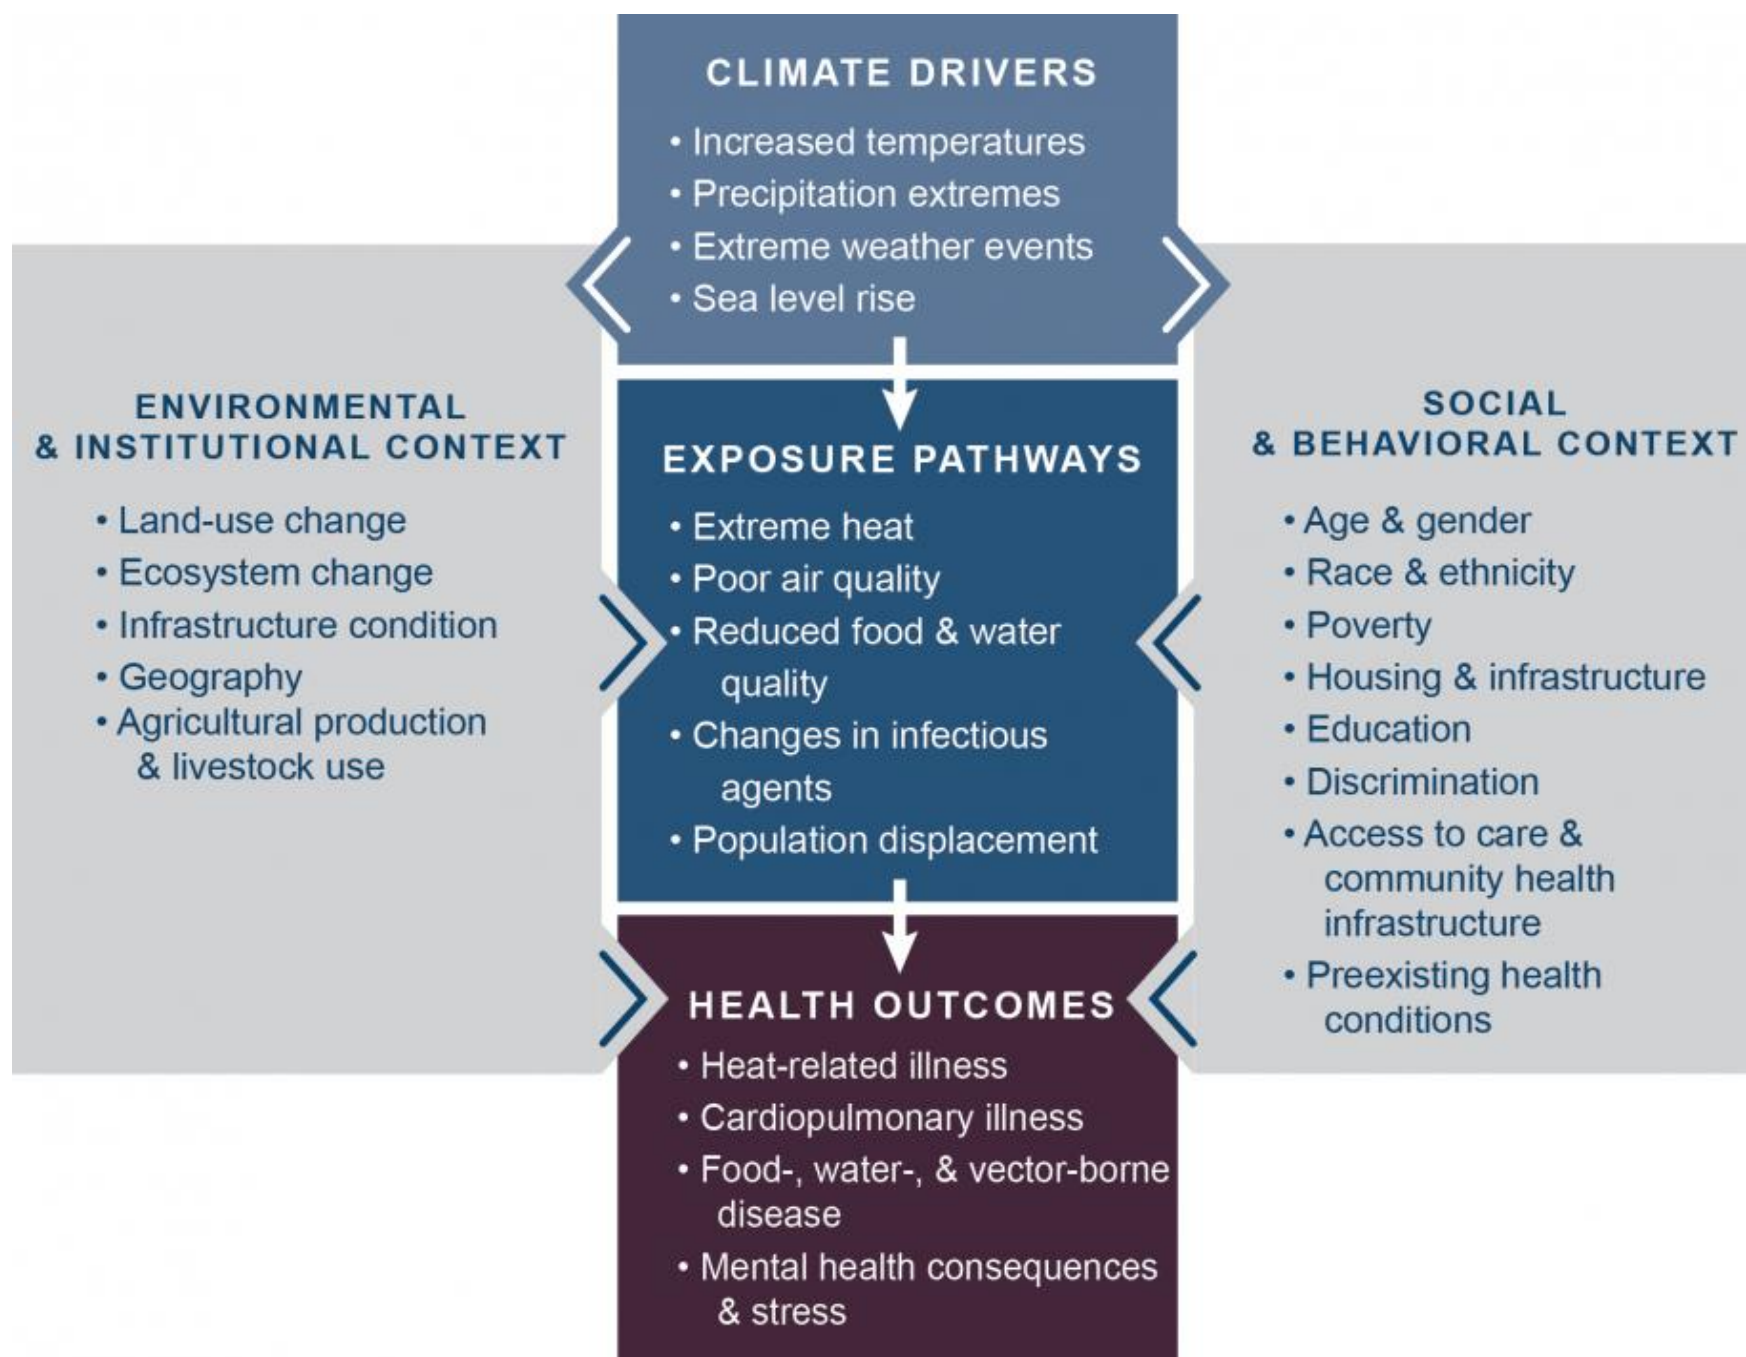 CLIMATE DRIVERS
• Increased temperatures
• Precipitation extremes
• Extreme weather events
• Sea level rise
ENVIRONMENTAL
& INSTITUTIONAL CONTEXT
• Land-use change
• Ecosystem change
• Infrastructure condition
• Geography
• Agricultural production
& livestock use
EXPOSURE PATHWAYS
• Extreme heat
• Poor air quality
• Reduced food & water
quality
• Changes in infectious
agents
• Population displacement
SOCIAL
& BEHAVIORAL CONTEXT
• Age & gender
• Race & ethnicity
• Poverty
• Housing & infrastructure
• Education
• Discrimination
• Access to care &
community health
infrastructure
• Preexisting health
conditions
HEALTH OUTCOMES
• Heat-related illness
• Cardiopulmonary illness
• Food-, water-, & vector-borne
disease
• Mental health consequences
& stress